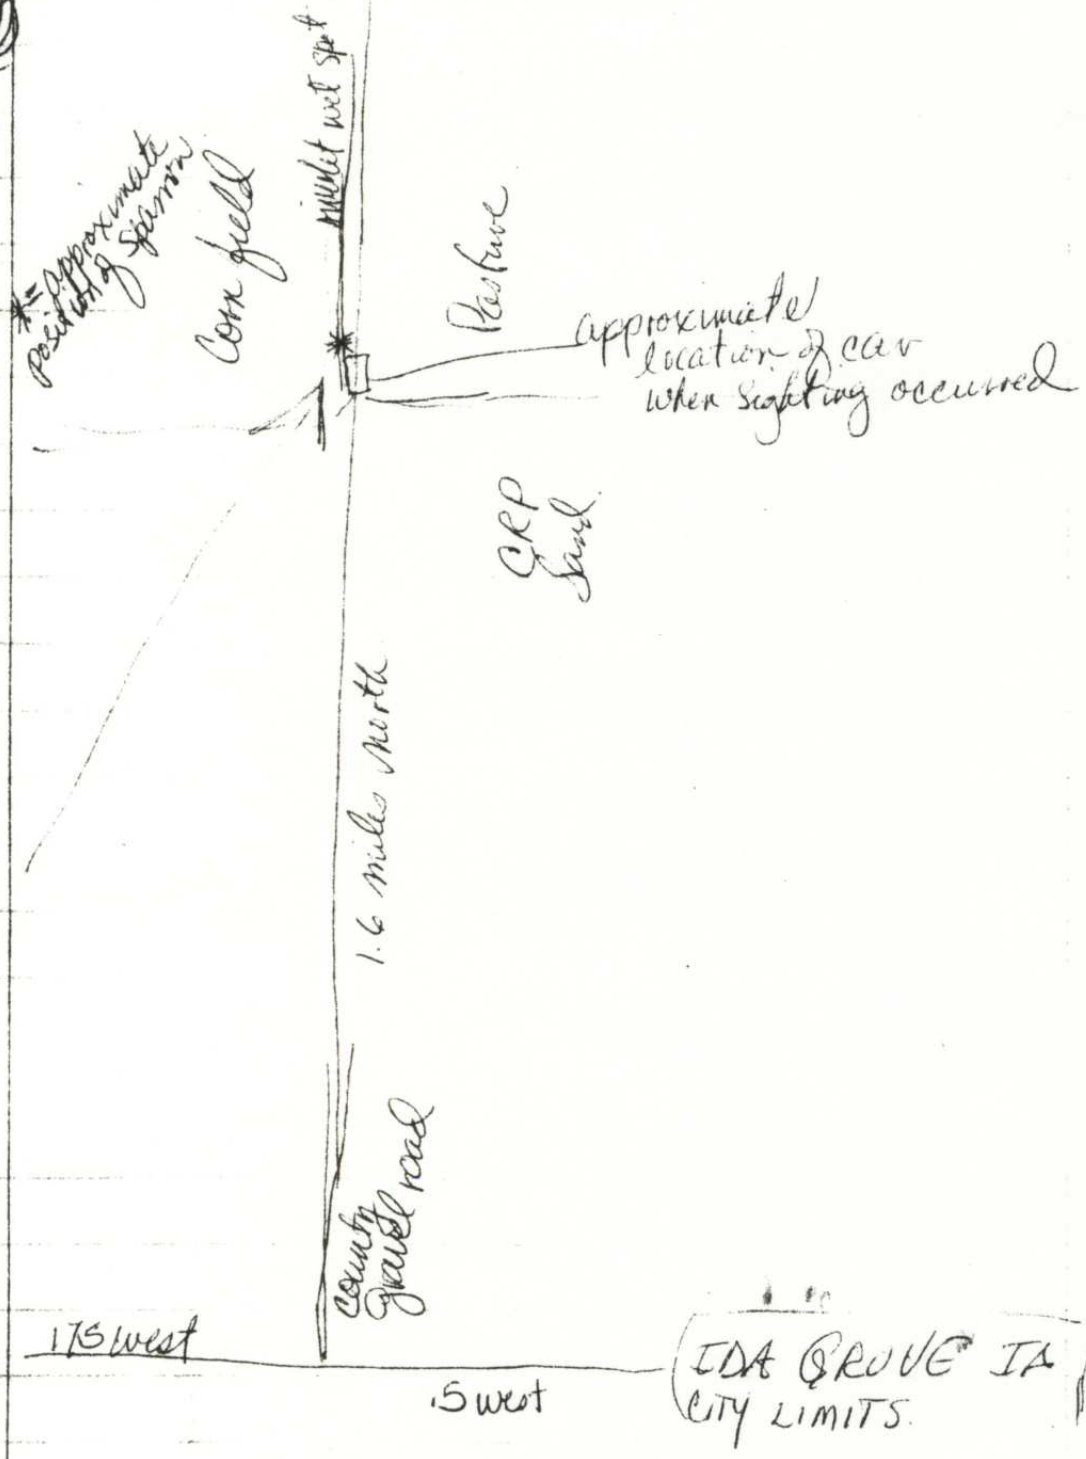 * = approximate
position of sparrow
Corn field
wet spot
Pasture
approximate
location of car
when sighting occurred
CRP
land
1.6 miles north
county
gravel road
175 west
.5 west
IDA GROVE IA
CITY LIMITS.